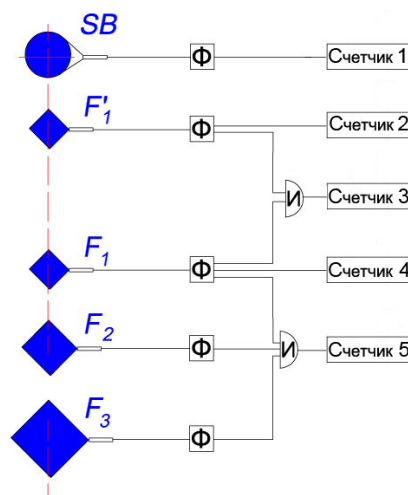 SB
Ф Счетчик 1
F'₁
Ф Счетчик 2
И Счетчик 3
F₁
Ф Счетчик 4
F₂
Ф И Счетчик 5
F₃
Ф